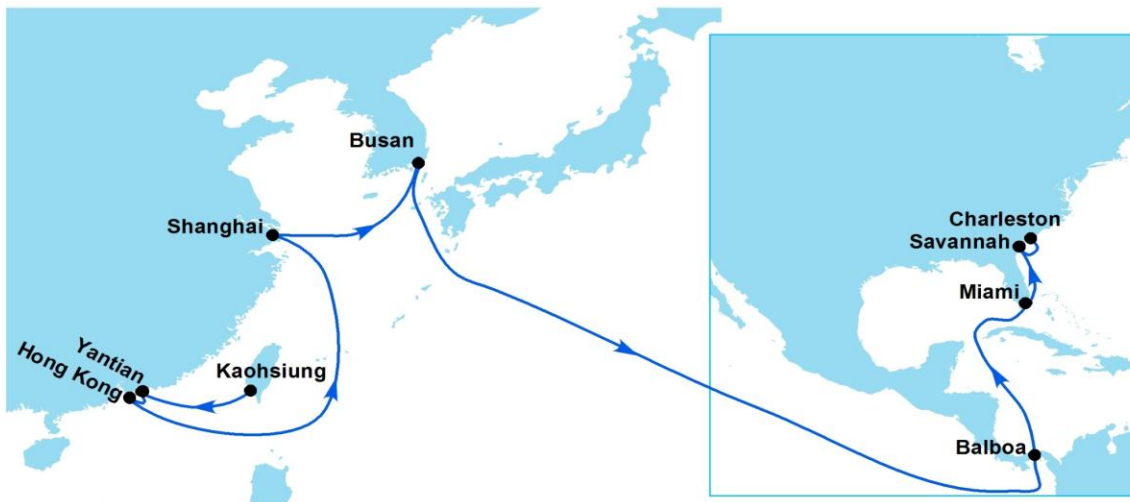 Busan
Charleston
Shanghai
Savannah
Miami
Yantian
Kaohsiung
Hong Kong
Balboa